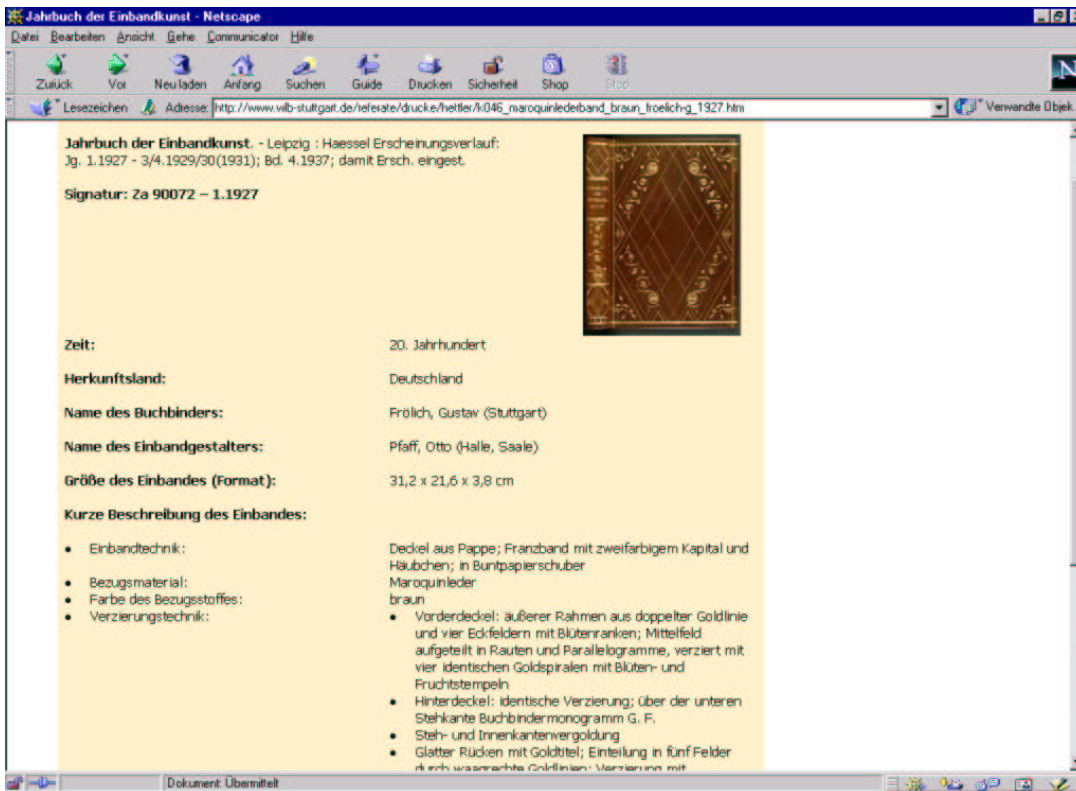 Jahrbuch der Einbandkunst - Netscape
Datei Bearbeiten Ansicht Gehe Communicator Hilfe
Zurück Vor Neu laden Anfang Suchen Guide Drucken Sicherheit Shop Stop
Lesezeichen Adresse: http://www.wlb-stuttgart.de/referate/drucke/hettler/k046_maroquinlederband_braun_froelich-g_1927.htm Verwandte Objek
Jahrbuch der Einbandkunst. - Leipzig : Haessel Erscheinungsverlauf:
Jg. 1.1927 - 3/4.1929/30(1931); Bd. 4.1937; damit Ersch. eingest.
Signatur: Za 90072 – 1.1927
Zeit: 20. Jahrhundert
Herkunftsland: Deutschland
Name des Buchbinders: Frölich, Gustav (Stuttgart)
Name des Einbandgestalters: Pfaff, Otto (Halle, Saale)
Größe des Einbandes (Format): 31,2 x 21,6 x 3,8 cm
Kurze Beschreibung des Einbandes:
• Einbandtechnik: Deckel aus Pappe; Franzband mit zweifarbigem Kapital und
Häubchen; in Buntpapierschuber
• Bezugsmaterial: Maroquinleder
• Farbe des Bezugsstoffes: braun
• Verzierungstechnik: • Vorderdeckel: äußerer Rahmen aus doppelter Goldlinie
und vier Eckfeldern mit Blütenranken; Mittelfeld
aufgeteilt in Rauten und Parallelogramme, verziert mit
vier identischen Goldspiralen mit Blüten- und
Fruchtstempeln
• Hinterdeckel: identische Verzierung; über der unteren
Stehkante Buchbindermonogramm G. F.
• Steh- und Innenkantenvergoldung
• Glatter Rücken mit Goldtitel; Einteilung in fünf Felder
durch waagrechte Goldlinien; Verzierung mit
Dokument: Übermittelt